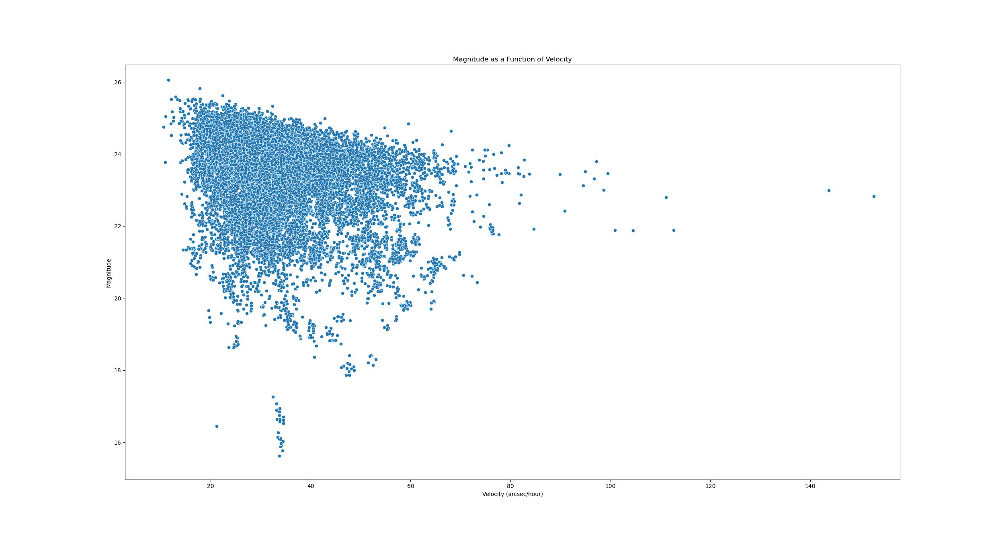 Magnitude as a Function of Velocity
26
24
22
20
18
16
Magnitude
20 40 60 80 100 120 140
Velocity (arcsec/hour)